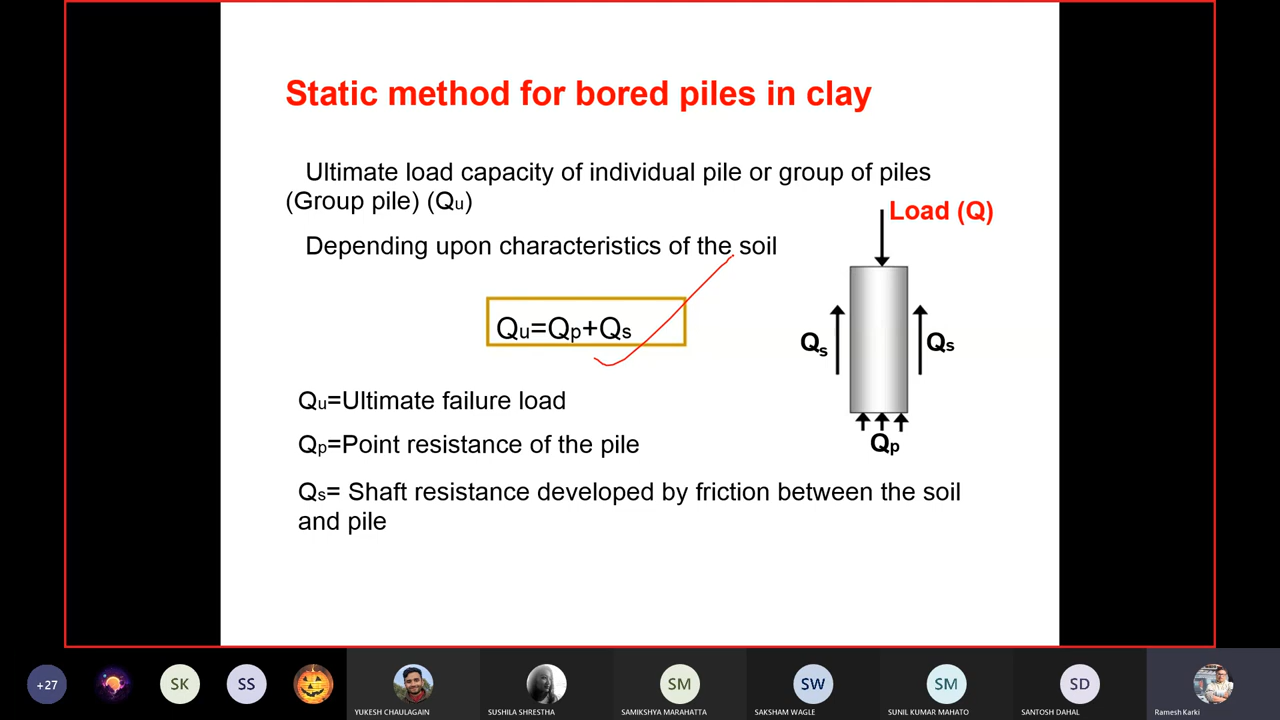 Static method for bored piles in clay
Ultimate load capacity of individual pile or group of piles
(Group pile) (Qu)
Load (Q)
Depending upon characteristics of the soil
Qu=Qp+Qs
Qs
Qs
Qu=Ultimate failure load
Qp=Point resistance of the pile
Qp
Qs= Shaft resistance developed by friction between the soil
and pile
+27
SK
SS
SM
SW
SM
SD
YUKESH CHAULAGAIN
SUSHILA SHRESTHA
SAMIKSHYA MARAHATTA
SAKSHAM WAGLE
SUNIL KUMAR MAHATO
SANTOSH DAHAL
Ramesh Karki